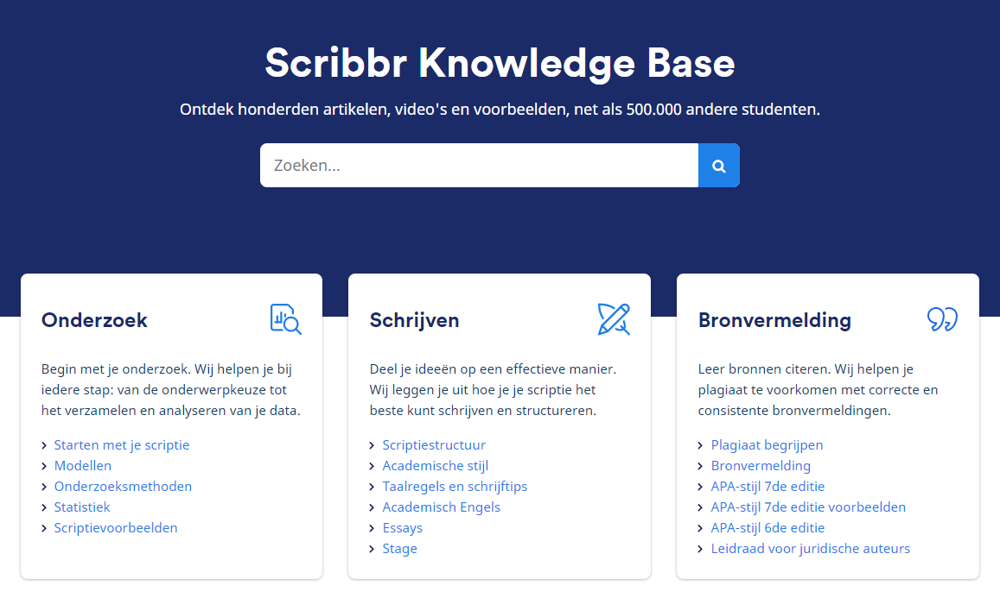 Scribbr Knowledge Base
Ontdek honderden artikelen, video's en voorbeelden, net als 500.000 andere studenten.
Zoeken...
Onderzoek
Begin met je onderzoek. Wij helpen je bij
iedere stap: van de onderwerpkeuze tot
het verzamelen en analyseren van je data.
Starten met je scriptie
Modellen
Onderzoeksmethoden
Statistiek
Scriptievoorbeelden
Schrijven
Deel je ideeën op een effectieve manier.
Wij leggen je uit hoe je je scriptie het
beste kunt schrijven en structureren.
Scriptiestructuur
Academische stijl
Taalregels en schrijftips
Academisch Engels
Essays
Stage
Bronvermelding
Leer bronnen citeren. Wij helpen je
plagiaat te voorkomen met correcte en
consistente bronvermeldingen.
Plagiaat begrijpen
Bronvermelding
APA-stijl 7de editie
APA-stijl 7de editie voorbeelden
APA-stijl 6de editie
Leidraad voor juridische auteurs